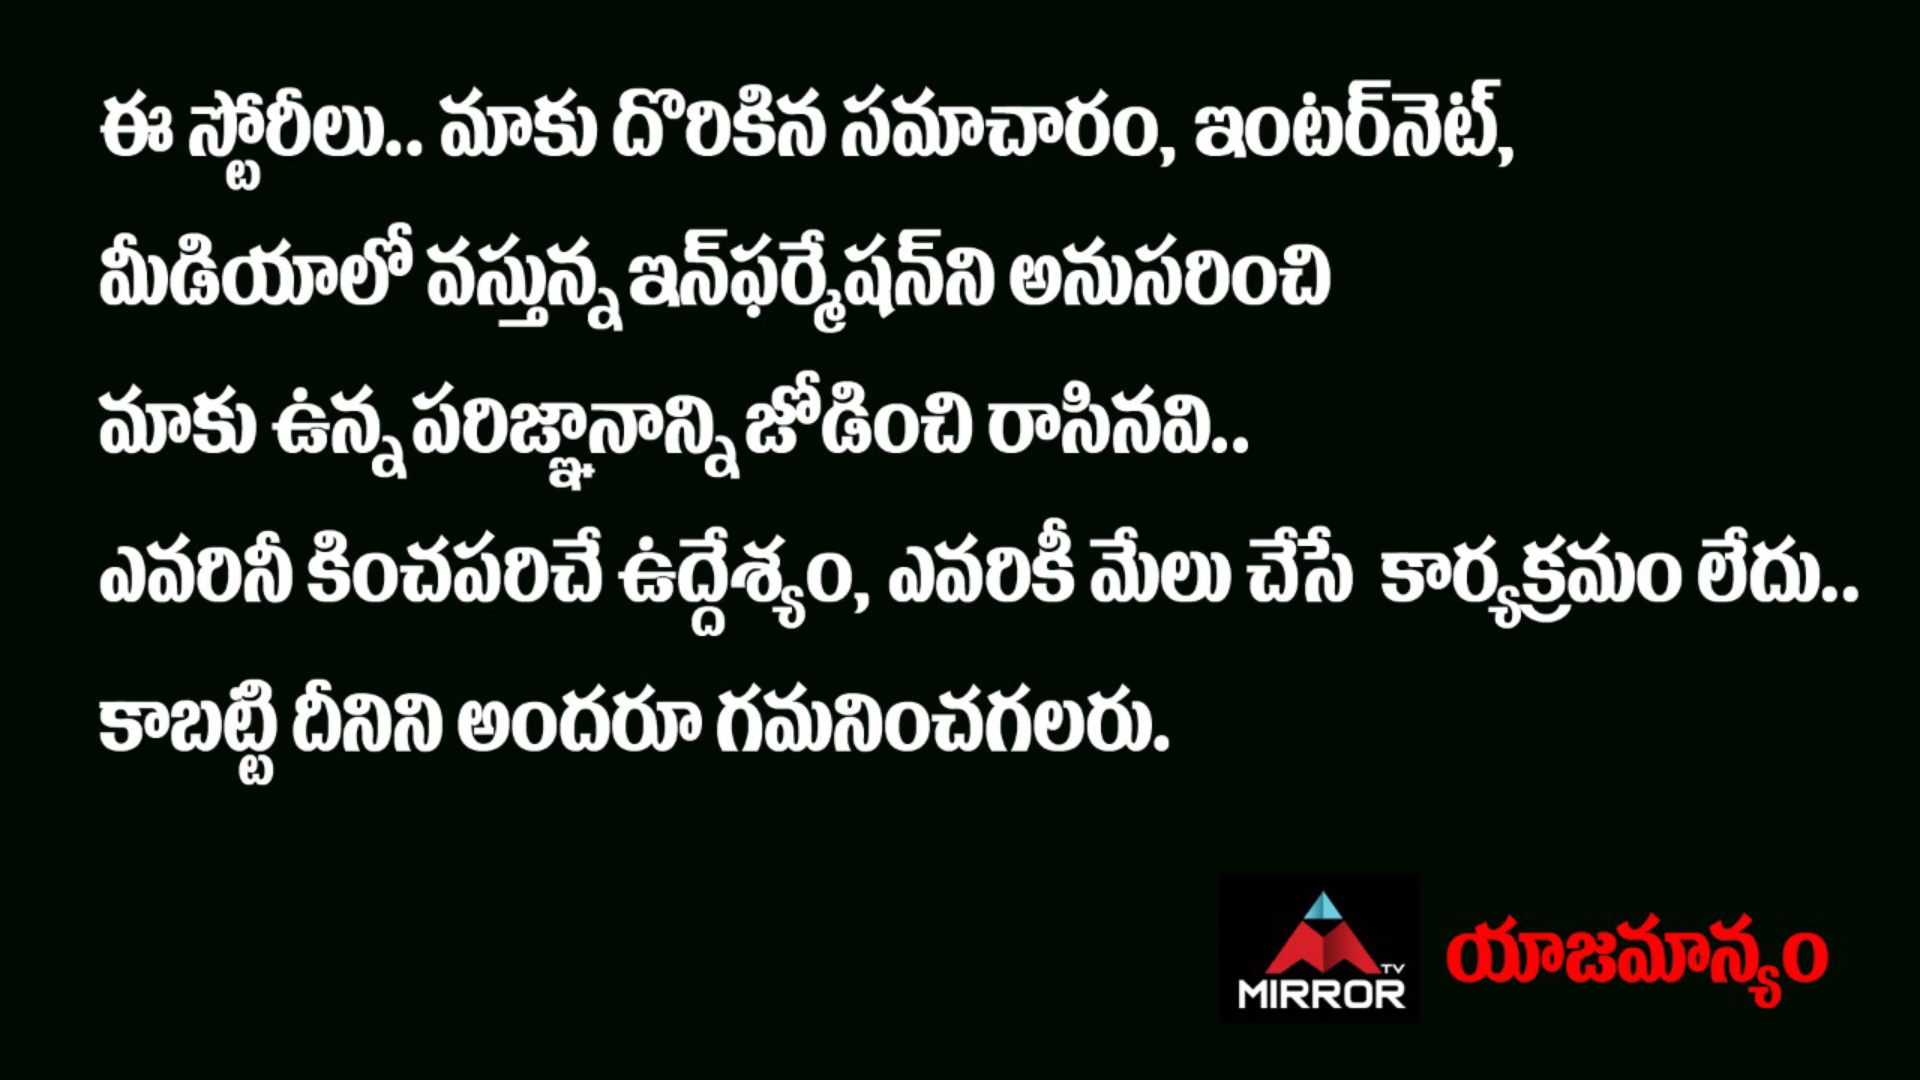 ఈ స్టోరీలు.. మాకు దొరికిన సమాచారం, ఇంటర్‌నెట్,
మీడియాలో వస్తున్న ఇన్‌ఫర్మేషన్‌ని అనుసరించి
మాకు ఉన్న పరిజ్ఞానాన్ని జోడించి రాసినవి..
ఎవరినీ కించపరిచే ఉద్దేశ్యం, ఎవరికీ మేలు చేసే కార్యక్రమం లేదు..
కాబట్టి దీనిని అందరూ గమనించగలరు.
TV
MIRROR
యాజమాన్యం